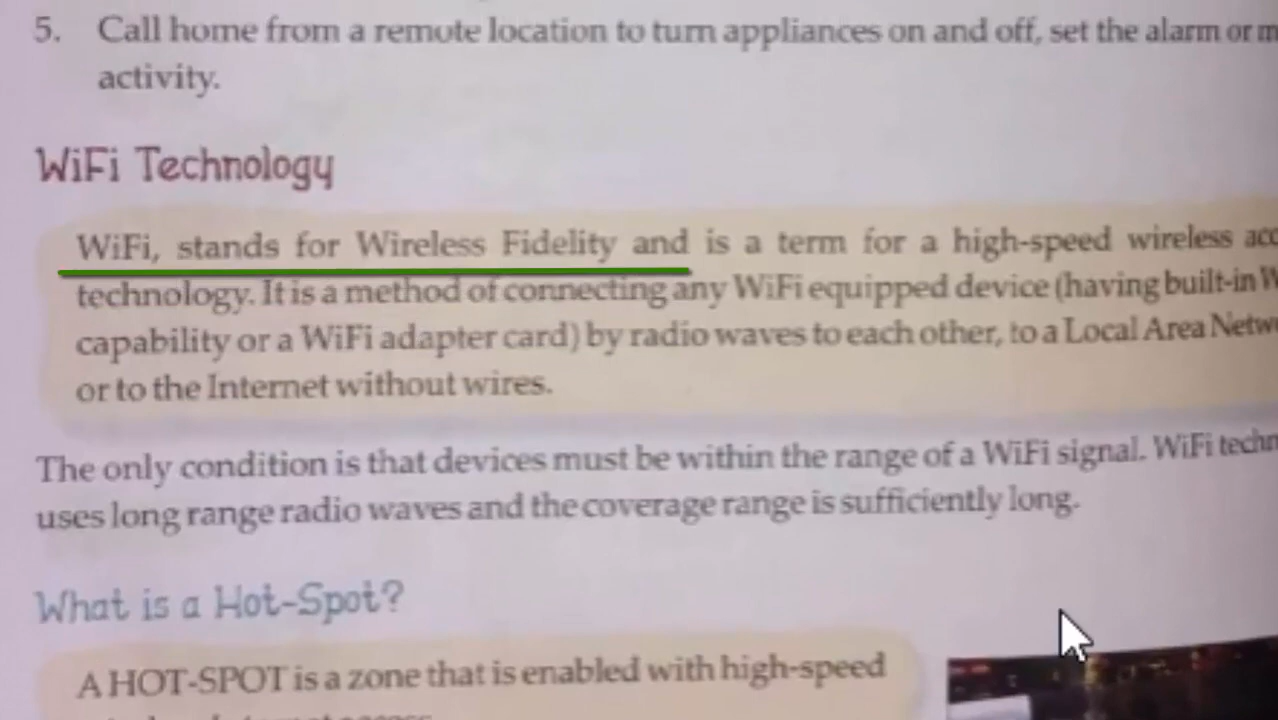 5. Call home from a remote location to turn appliances on and off, set the alarm or
activity.
WiFi Technology
WiFi, stands for Wireless Fidelity and is a term for a high-speed wireless
technology. It is a method of connecting any WiFi equipped device (having built-in
capability or a WiFi adapter card) by radio waves to each other, to a Local Area
or to the Internet without wires.
The only condition is that devices must be within the range of a WiFi signal. WiFi
uses long range radio waves and the coverage range is sufficiently long.
What is a Hot-Spot?
A HOT-SPOT is a zone that is enabled with high-speed